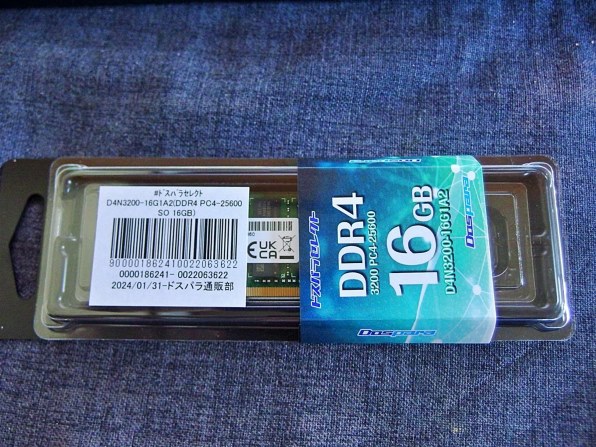 #ドスパラセレクト
D4N3200-16G1A2(DDR4 PC4-25600
SO 16GB)
900001862410022063622
0000186241- 0022063622
2024/01/31-ドスパラ通販部
UK
CA
ドスパラセレクト
DDR4
3200 PC4-25600
16GB
D4N3200-16G1A2
Dospara
Dospara
Dospara